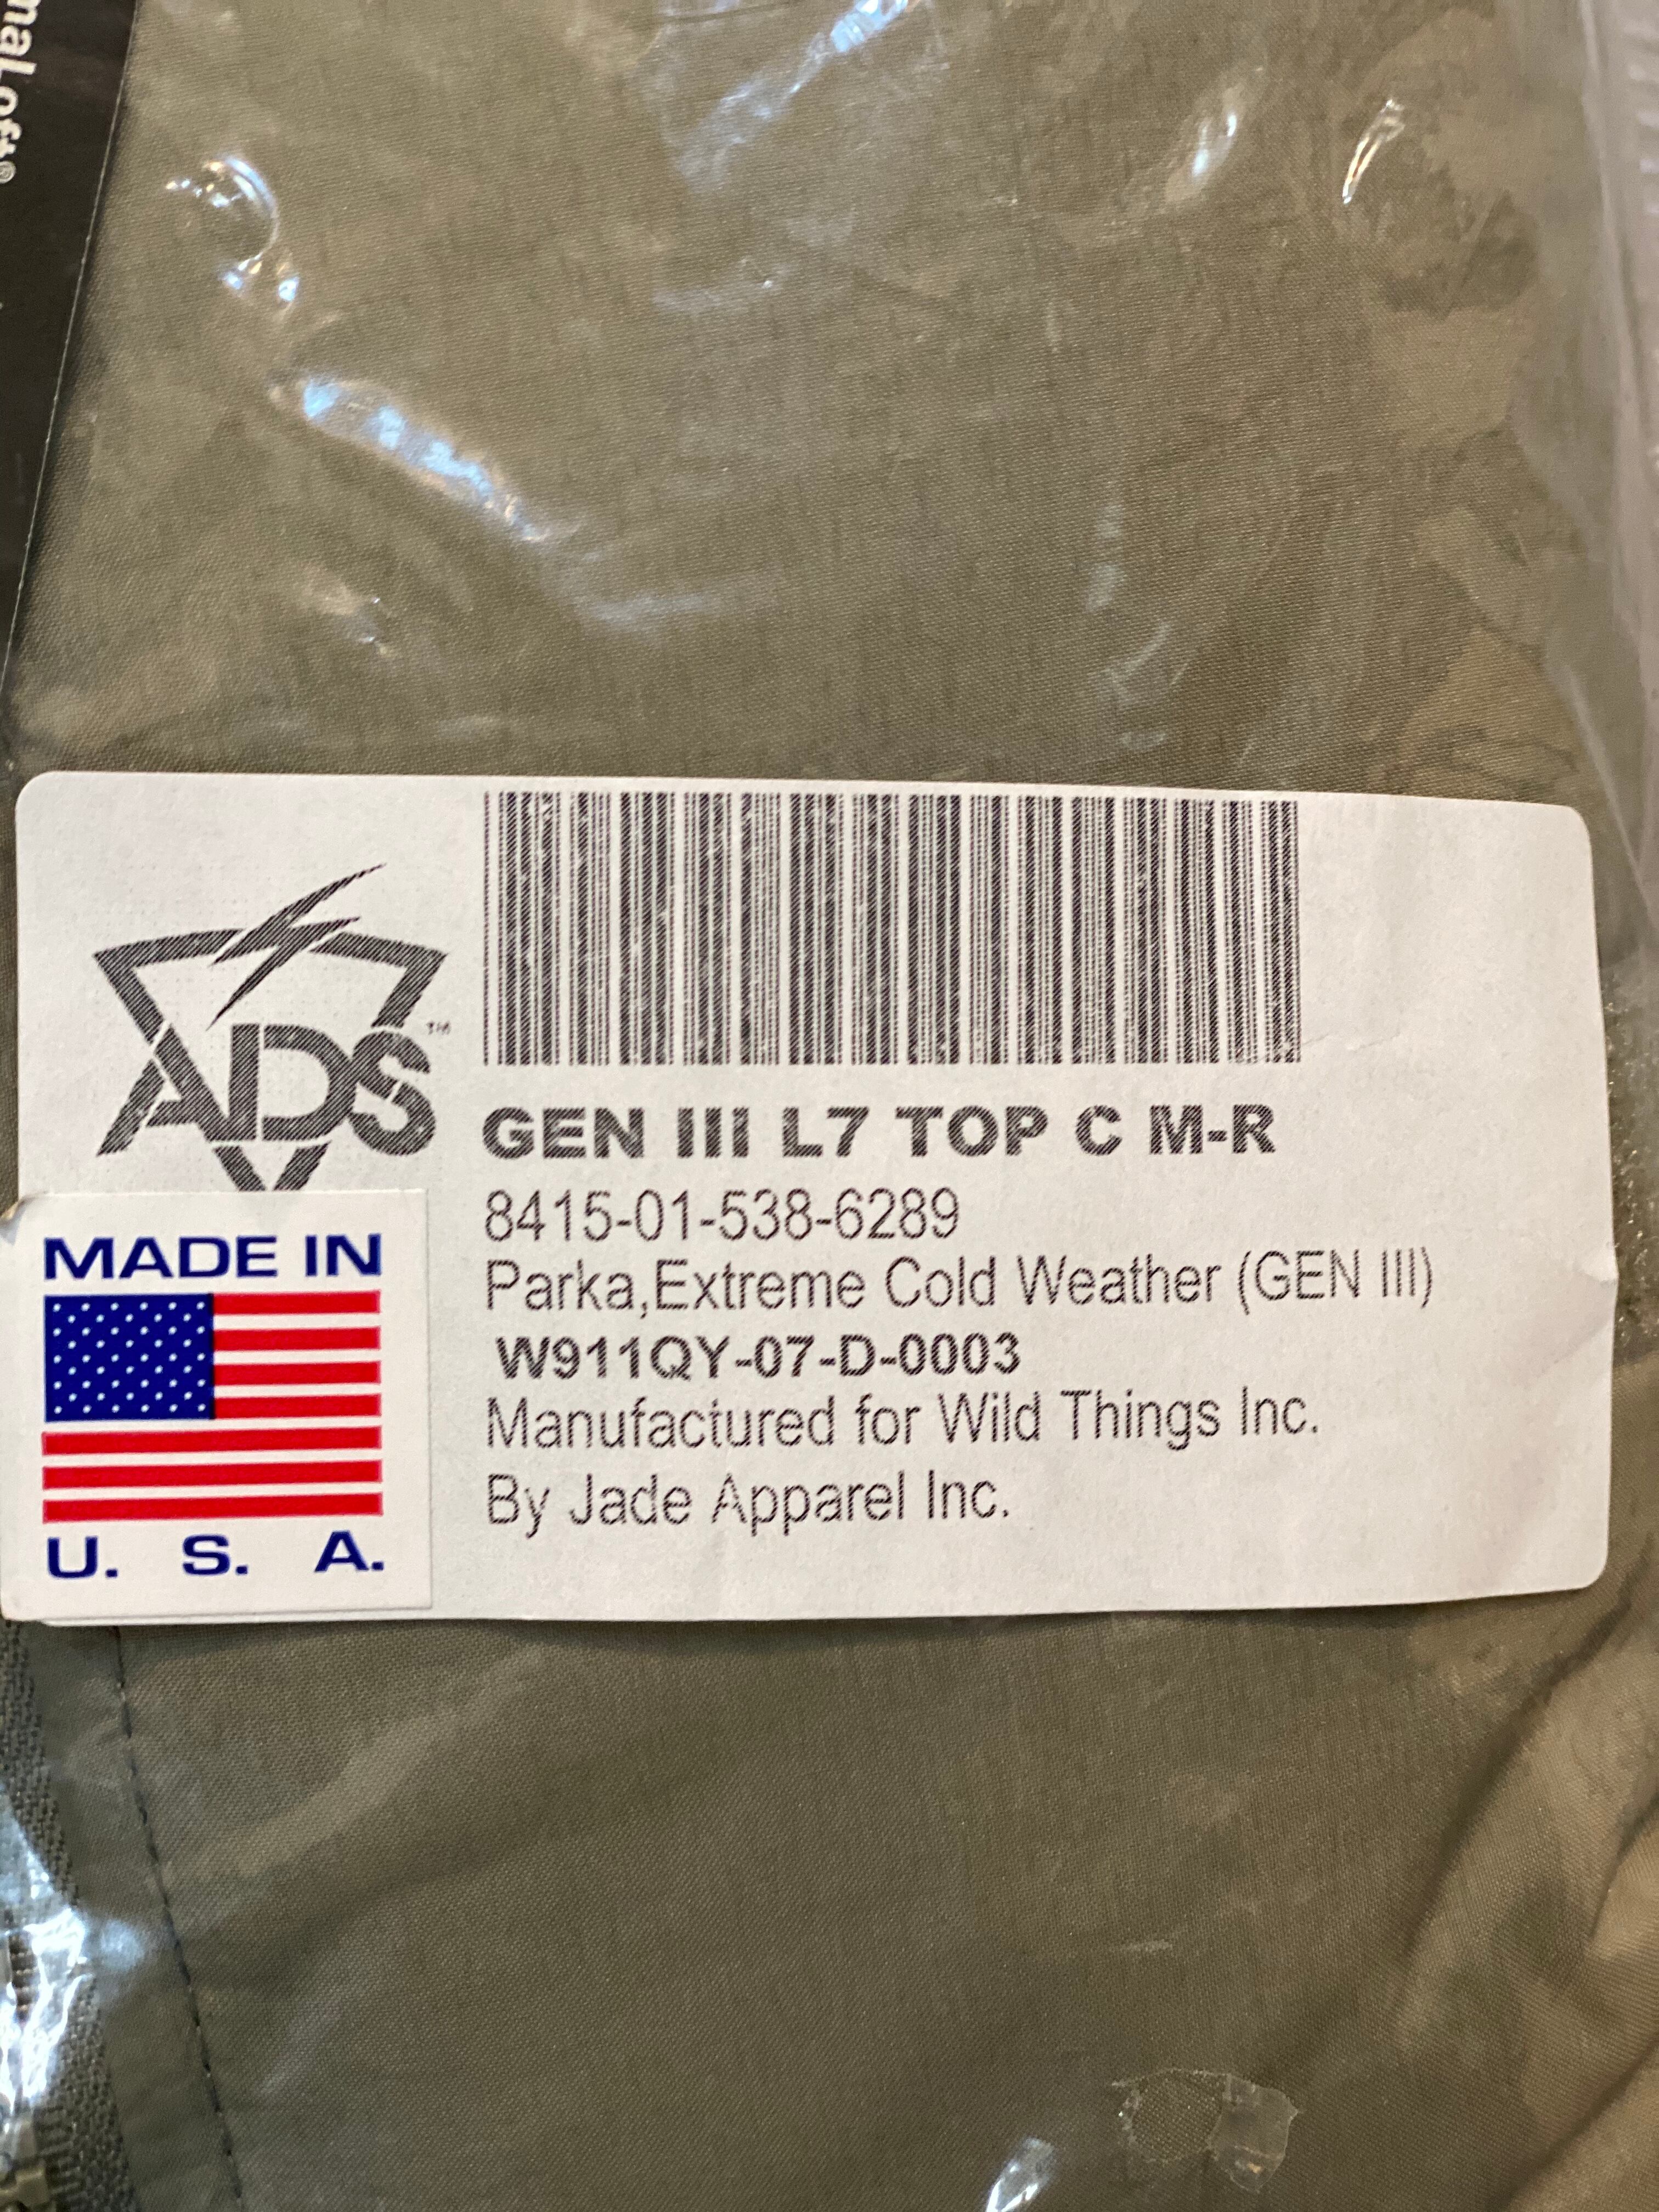 ADS™
GEN III L7 TOP C M-R
8415-01-538-6289
Parka,Extreme Cold Weather (GEN III)
W911QY-07-D-0003
Manufactured for Wild Things Inc.
By Jade Apparel Inc.
MADE IN
U. S. A.